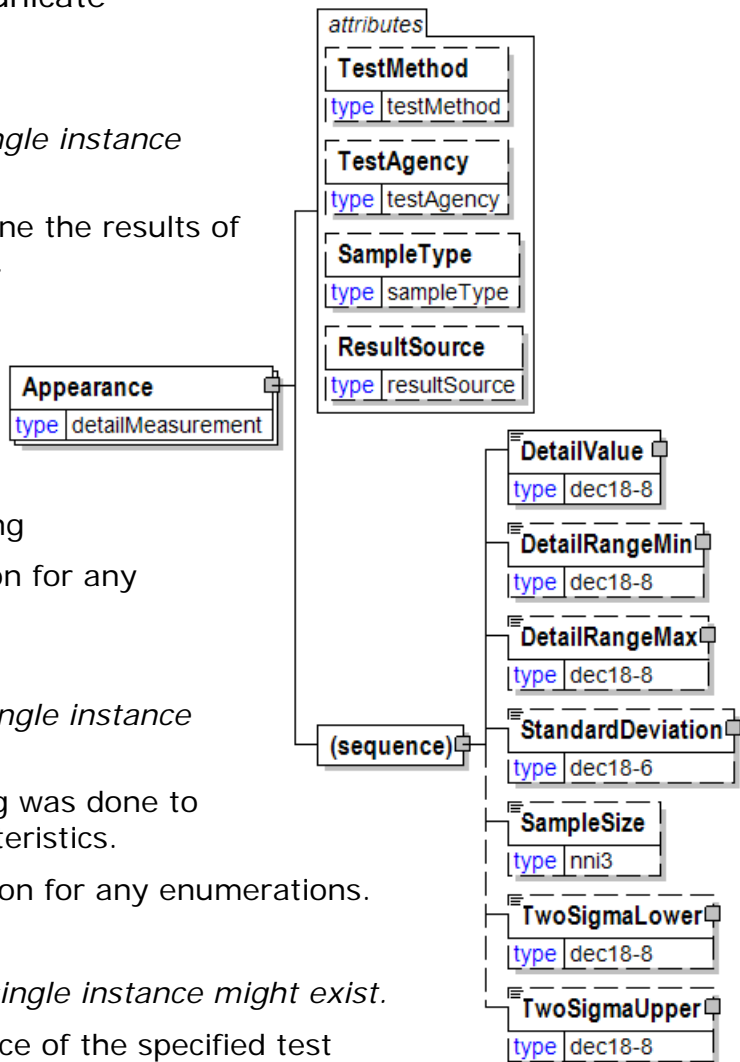 attributes
TestMethod
type testMethod
ngle instance
TestAgency
type testAgency
ne the results of
SampleType
type sampleType
ResultSource
type resultSource
Appearance
type detailMeasurement
DetailValue
type dec18-8
ng
DetailRangeMin
on for any
type dec18-8
DetailRangeMax
type dec18-8
ngle instance
StandardDeviation
(sequence)
type dec18-6
g was done to
SampleSize
teristics.
type nni3
on for any enumerations.
TwoSigmaLower
type dec18-8
single instance might exist.
TwoSigmaUpper
ce of the specified test
type dec18-8